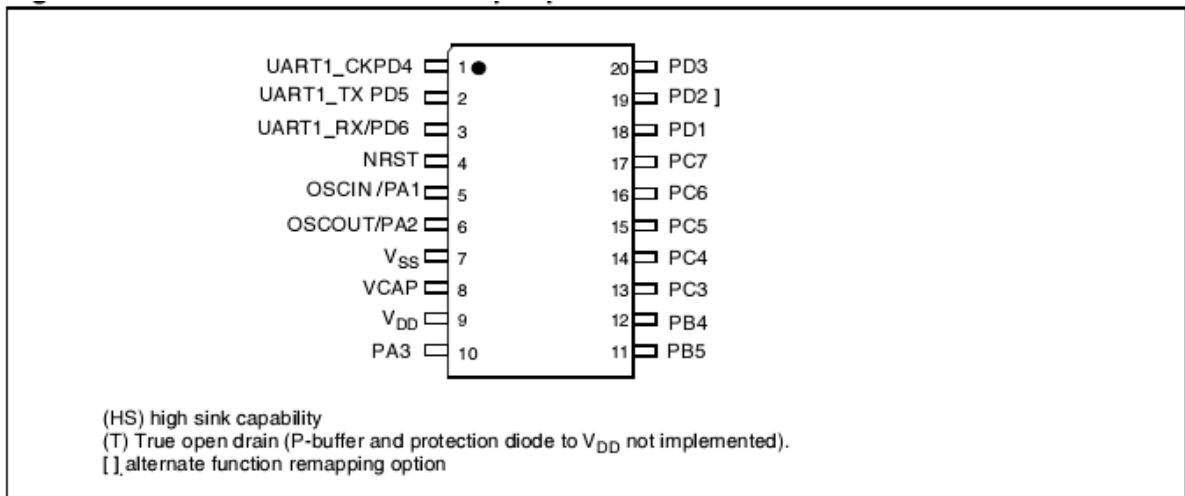 UART1_CKPD4 1 20 PD3
UART1_TX PD5 2 19 PD2 ]
UART1_RX/PD6 3 18 PD1
NRST 4 17 PC7
OSCIN /PA1 5 16 PC6
OSCOUT/PA2 6 15 PC5
VSS 7 14 PC4
VCAP 8 13 PC3
VDD 9 12 PB4
PA3 10 11 PB5
(HS) high sink capability
(T) True open drain (P-buffer and protection diode to VDD not implemented).
[ ] alternate function remapping option